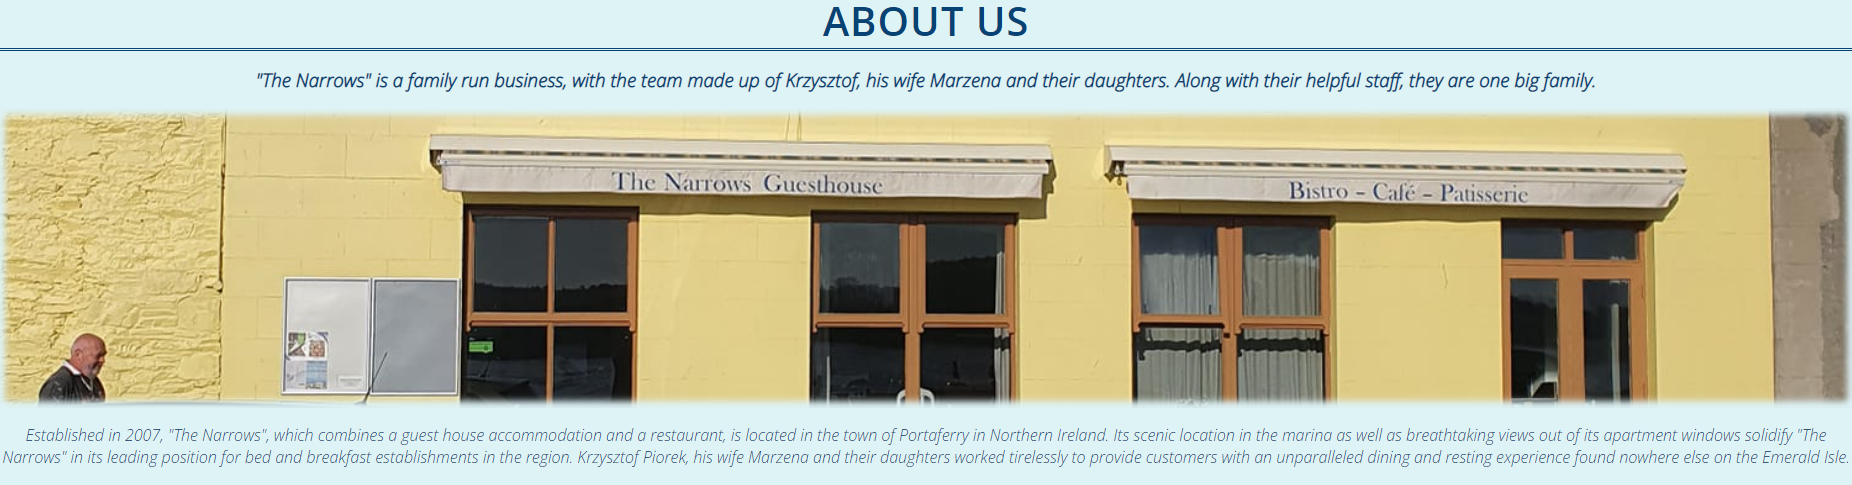 ABOUT US
"The Narrows" is a family run business, with the team made up of Krzysztof, his wife Marzena and their daughters. Along with their helpful staff, they are one big family.
The Narrows Guesthouse
Bistro - Café - Patisserie
Established in 2007, "The Narrows", which combines a guest house accommodation and a restaurant, is located in the town of Portaferry in Northern Ireland. Its scenic location in the marina as well as breathtaking views out of its apartment windows solidify "The
Narrows" in its leading position for bed and breakfast establishments in the region. Krzysztof Piorek, his wife Marzena and their daughters worked tirelessly to provide customers with an unparalleled dining and resting experience found nowhere else on the Emerald Isle.